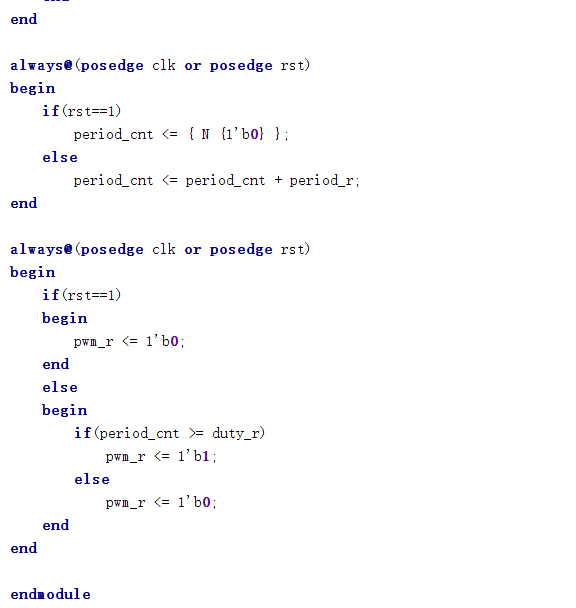 end
always@(posedge clk or posedge rst)
begin
    if(rst==1)
        period_cnt <= { N {1'b0} };
    else
        period_cnt <= period_cnt + period_r;
end
always@(posedge clk or posedge rst)
begin
    if(rst==1)
    begin
        pwm_r <= 1'b0;
    end
    else
    begin
        if(period_cnt >= duty_r)
            pwm_r <= 1'b1;
        else
            pwm_r <= 1'b0;
    end
end
endmodule